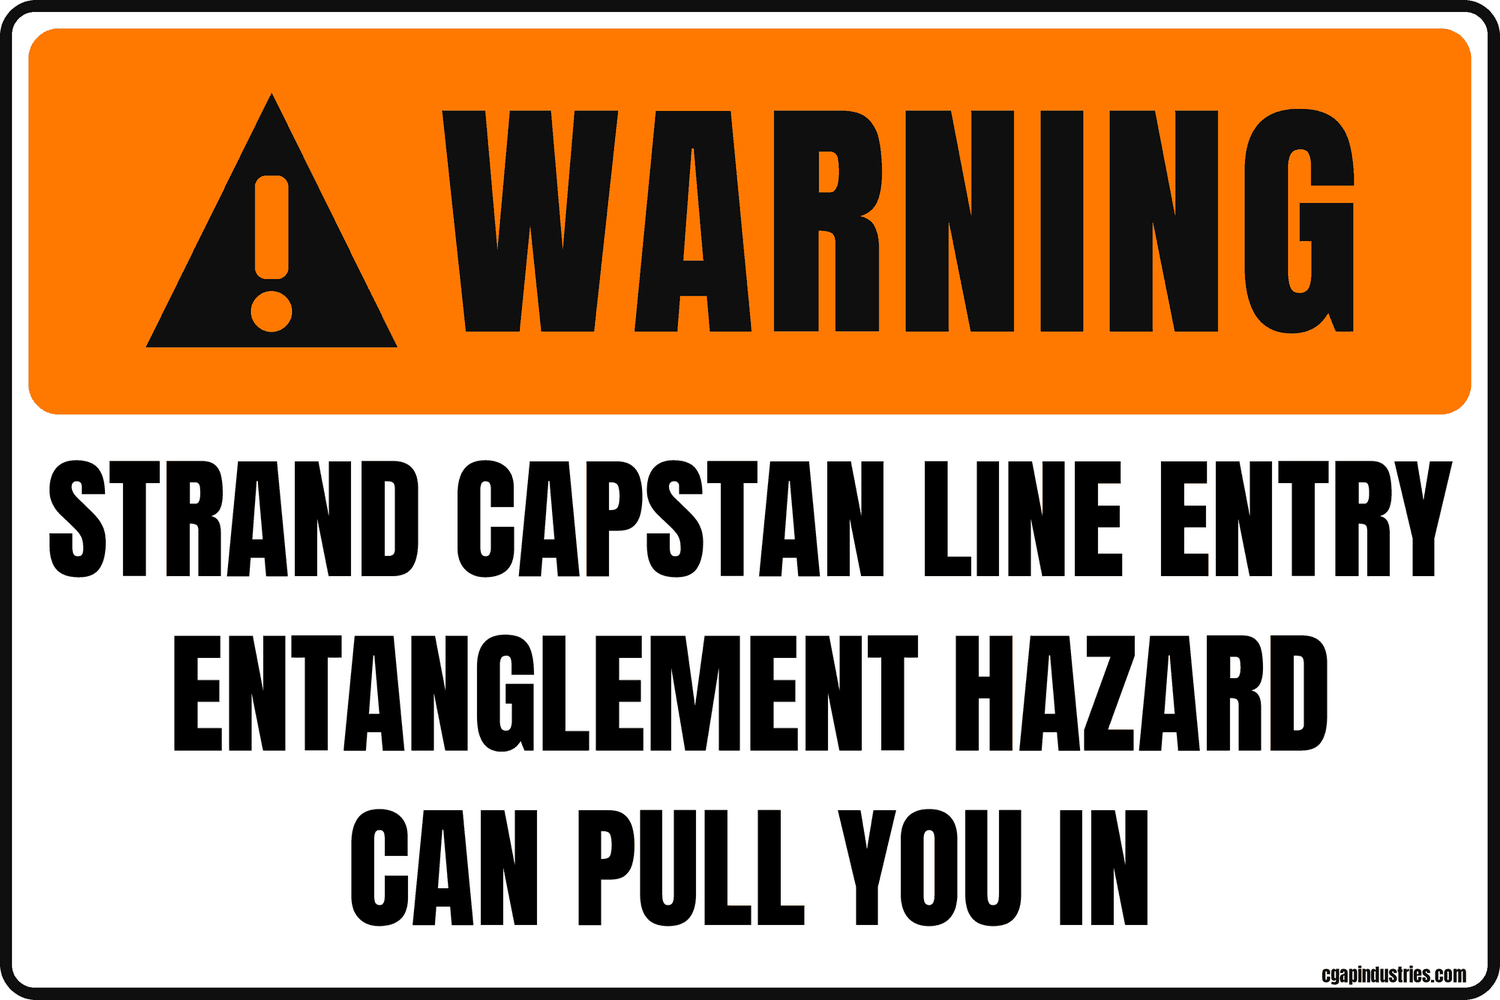 WARNING
STRAND CAPSTAN LINE ENTRY
ENTANGLEMENT HAZARD
CAN PULL YOU IN
cgapindustries.com